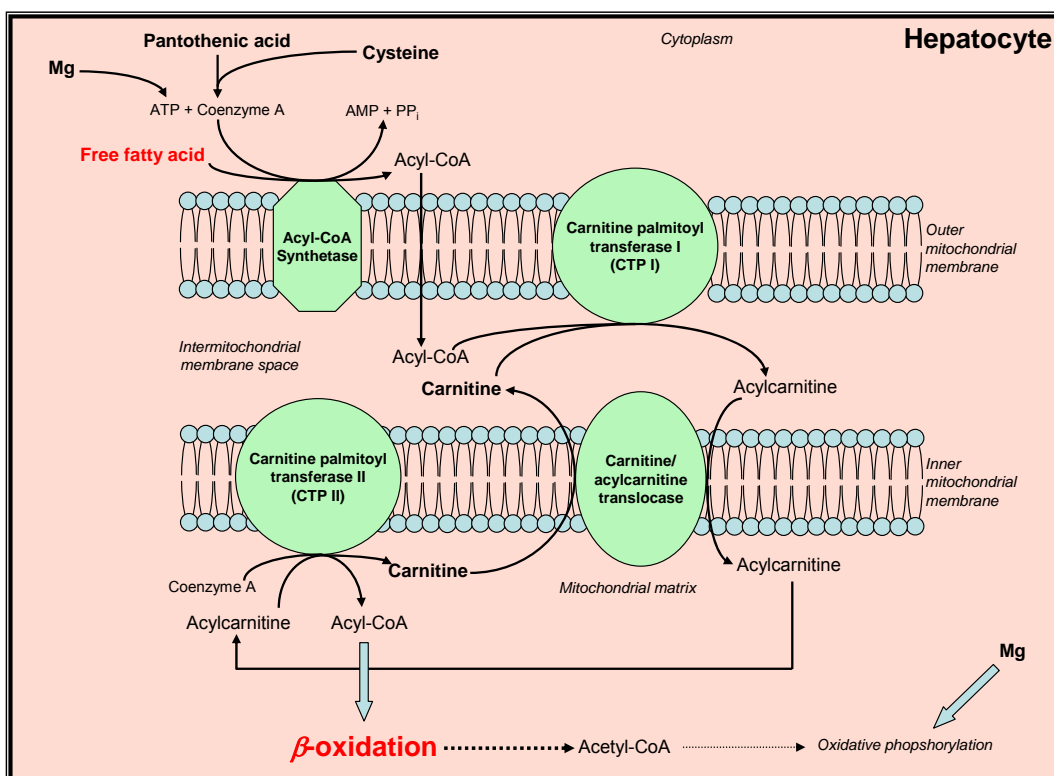 Pantothenic acid
Cytoplasm
Hepatocyte
Mg
Cysteine
ATP + Coenzyme A
AMP + PPi
Free fatty acid
Acyl-CoA
Acyl-CoA
Synthetase
Carnitine palmitoyl
transferase I
(CTP I)
Outer
mitochondrial
membrane
Intermitochondrial
membrane space
Acyl-CoA
Carnitine
Acylcarnitine
Carnitine palmitoyl
transferase II
(CTP II)
Carnitine/
acylcarnitine
translocase
Inner
mitochondrial
membrane
Coenzyme A
Carnitine
Mitochondrial matrix
Acylcarnitine
Acylcarnitine
Acyl-CoA
Mg
β-oxidation
Acetyl-CoA
Oxidative phopshorylation